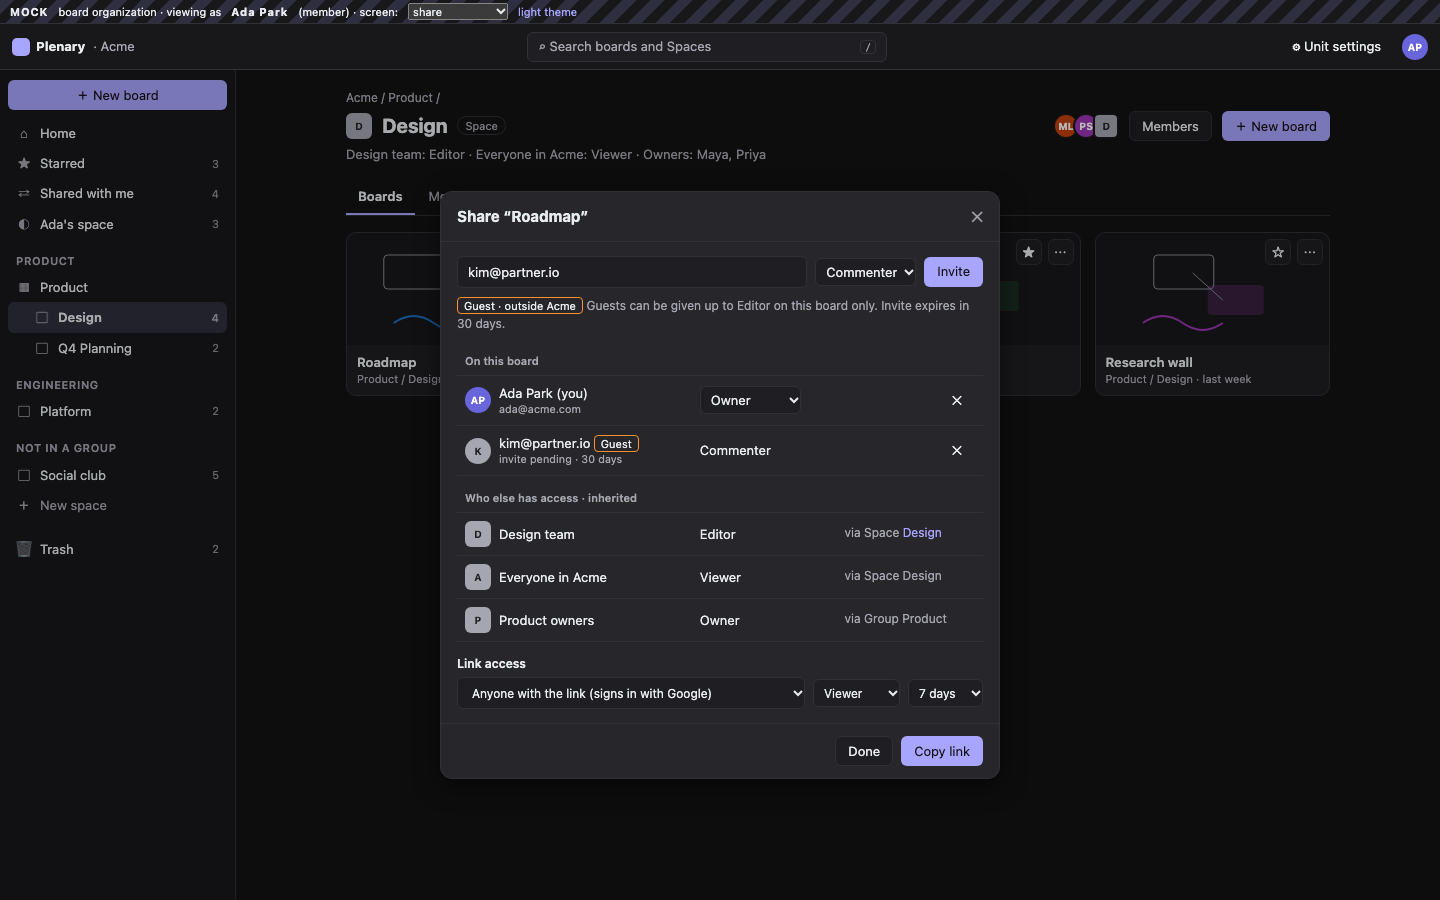 MOCK board organization · viewing as Ada Park (member) · screen: share light theme
Plenary · Acme
Search boards and Spaces /
Unit settings
AP
+ New board
Home
Starred 3
Shared with me 4
Ada's space 3
PRODUCT
Product
Design 4
Q4 Planning 2
ENGINEERING
Platform 2
NOT IN A GROUP
Social club 5
+ New space
Trash 2
Acme / Product /
D Design Space
ML PS D Members + New board
Design team: Editor · Everyone in Acme: Viewer · Owners: Maya, Priya
Boards
Roadmap
Product /
Research wall
Product / Design · last week
Share “Roadmap”
kim@partner.io Commenter Invite
Guest · outside Acme Guests can be given up to Editor on this board only. Invite expires in
30 days.
On this board
AP Ada Park (you) Owner
ada@acme.com
K kim@partner.io Guest Commenter
invite pending · 30 days
Who else has access · inherited
D Design team Editor via Space Design
A Everyone in Acme Viewer via Space Design
P Product owners Owner via Group Product
Link access
Anyone with the link (signs in with Google) Viewer 7 days
Done Copy link